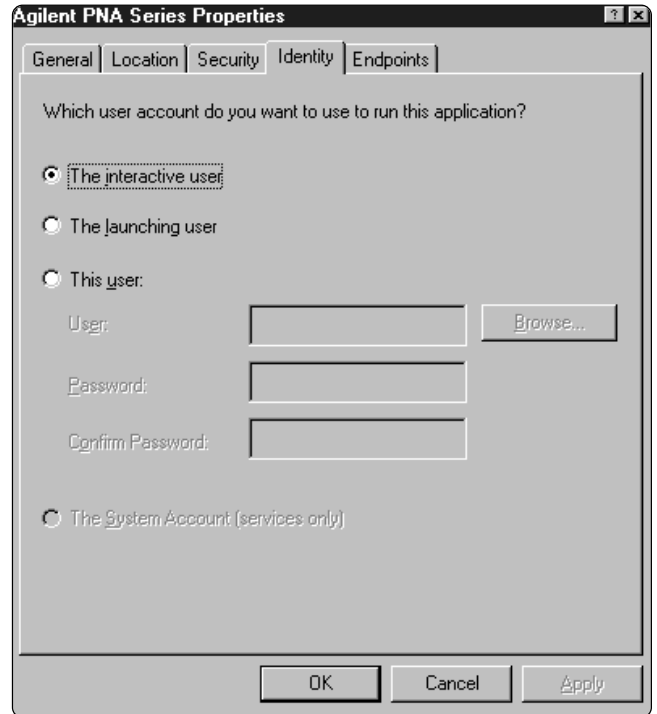 Agilent PNA Series Properties
General Location Security Identity Endpoints
Which user account do you want to use to run this application?
The interactive user
The launching user
This user:
User: Browse...
Password:
Confirm Password:
The System Account (services only)
OK Cancel Apply